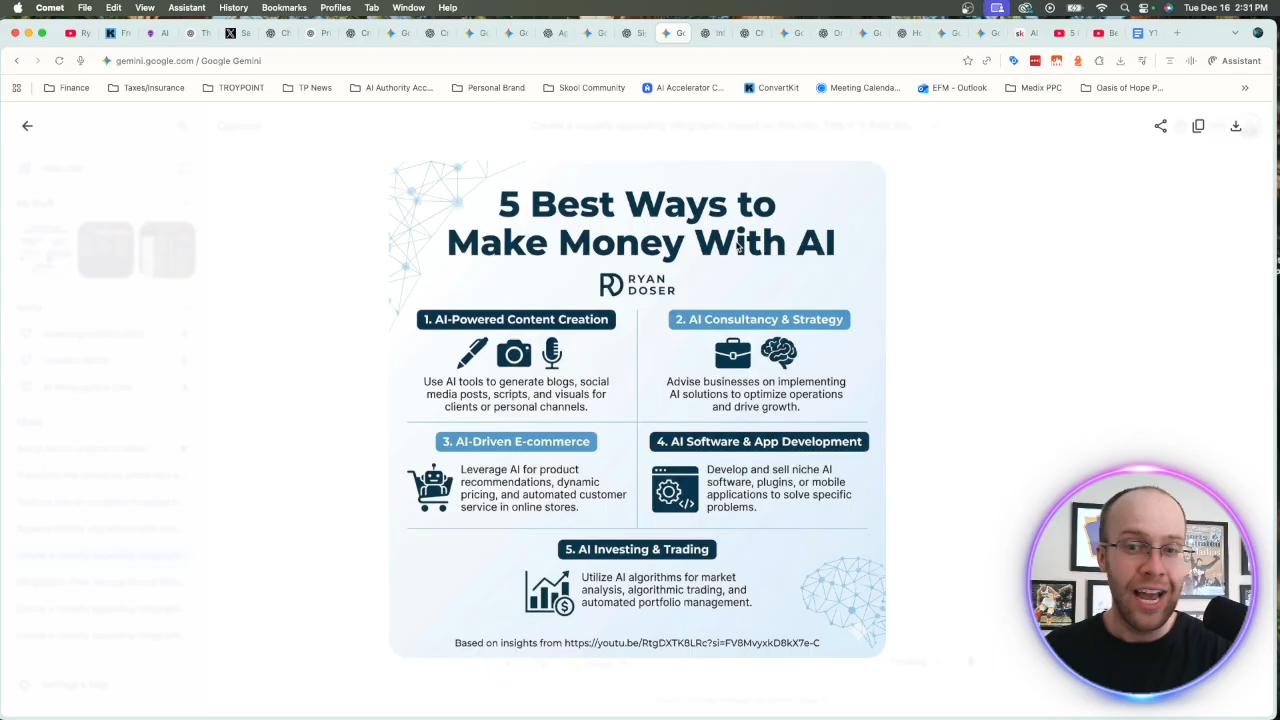 Comet File Edit View Assistant History Bookmarks Profiles Tab Window Help
Tue Dec 16 2:31 PM
gemini.google.com / Google Gemini
Assistant
Finance Taxes/Insurance TROYPOINT TP News AI Authority Acc... Personal Brand Skool Community AI Accelerator C... ConvertKit Meeting Calenda... EFM - Outlook Medix PPC Oasis of Hope P...
5 Best Ways to
Make Money With AI
RYAN
DOSER
1. AI-Powered Content Creation
Use AI tools to generate blogs, social
media posts, scripts, and visuals for
clients or personal channels.
2. AI Consultancy & Strategy
Advise businesses on implementing
AI solutions to optimize operations
and drive growth.
3. AI-Driven E-commerce
Leverage AI for product
recommendations, dynamic
pricing, and automated customer
service in online stores.
4. AI Software & App Development
Develop and sell niche AI
software, plugins, or mobile
applications to solve specific
problems.
5. AI Investing & Trading
Utilize AI algorithms for market
analysis, algorithmic trading, and
automated portfolio management.
Based on insights from https://youtu.be/RtgDXTK8LRc?si=FV8MvyxkD8kX7e-C